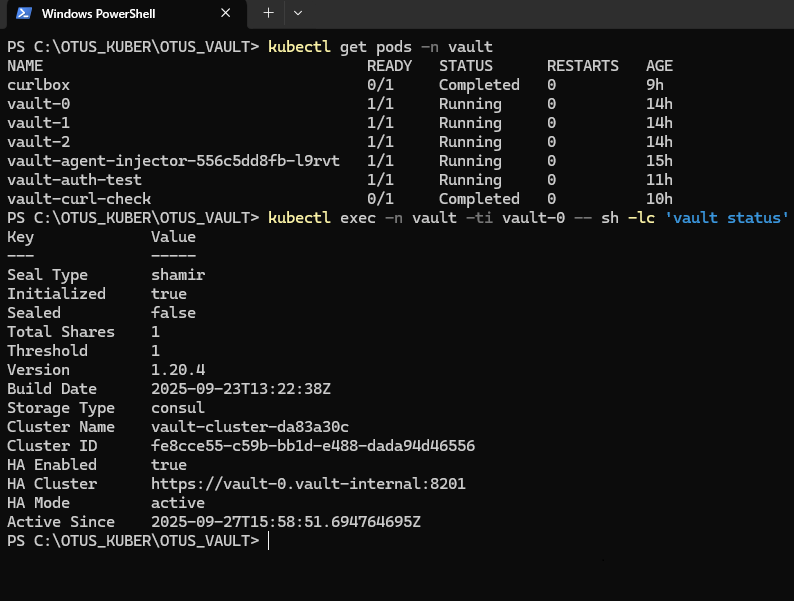 Windows PowerShell
PS C:\OTUS_KUBER\OTUS_VAULT> kubectl get pods -n vault
NAME                                    READY   STATUS      RESTARTS   AGE
curlbox                                 0/1     Completed   0          9h
vault-0                                 1/1     Running     0          14h
vault-1                                 1/1     Running     0          14h
vault-2                                 1/1     Running     0          14h
vault-agent-injector-556c5dd8fb-l9rvt   1/1     Running     0          15h
vault-auth-test                         1/1     Running     0          11h
vault-curl-check                        0/1     Completed   0          10h
PS C:\OTUS_KUBER\OTUS_VAULT> kubectl exec -n vault -ti vault-0 -- sh -lc 'vault status'
Key             Value
---             -----
Seal Type       shamir
Initialized     true
Sealed          false
Total Shares    1
Threshold       1
Version         1.20.4
Build Date      2025-09-23T13:22:38Z
Storage Type    consul
Cluster Name    vault-cluster-da83a30c
Cluster ID      fe8cce55-c59b-bb1d-e488-dada94d46556
HA Enabled      true
HA Cluster      https://vault-0.vault-internal:8201
HA Mode         active
Active Since    2025-09-27T15:58:51.694764695Z
PS C:\OTUS_KUBER\OTUS_VAULT>